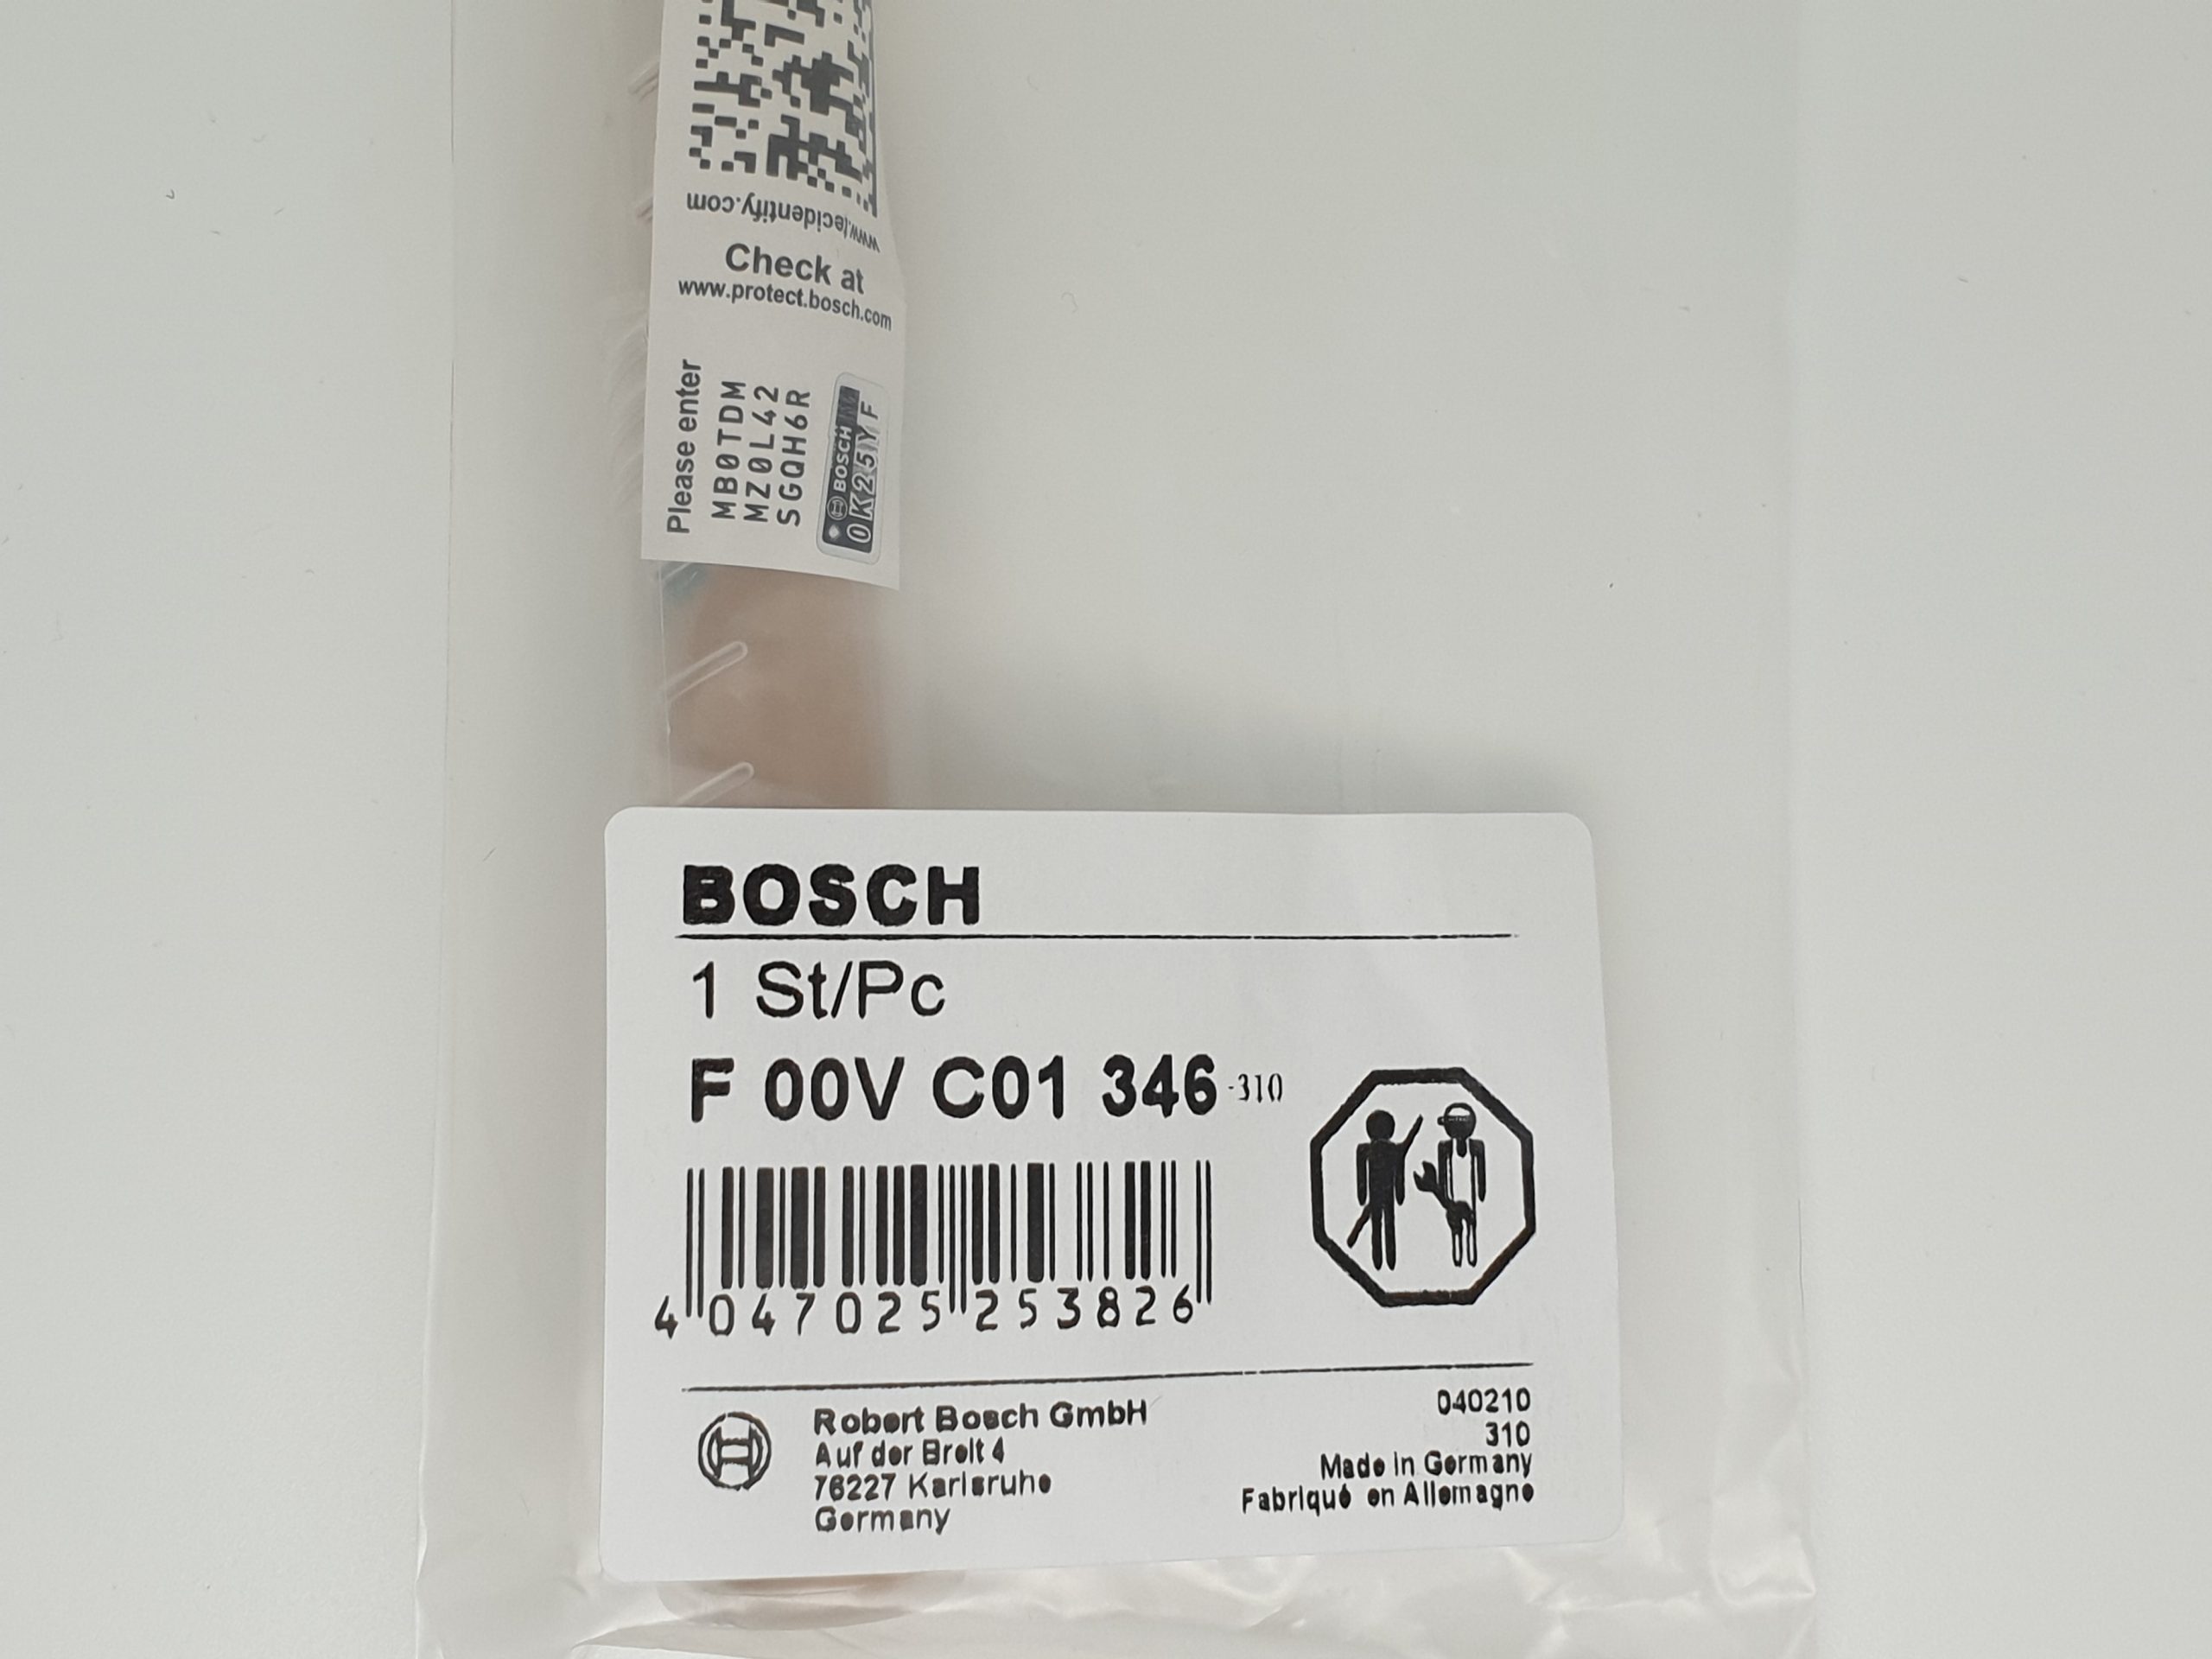 www.tecidentify.com
Check at
www.protect.bosch.com
Please enter
MB0TDM
MZ0L42
SGQH6R
BOSCH
0K25YF
BOSCH
1 St/Pc
F 00V C01 346 -310
4 047025 253826
Robert Bosch GmbH
Auf der Breit 4
76227 Karlsruhe
Germany
040210
310
Made in Germany
Fabriqué en Allemagne